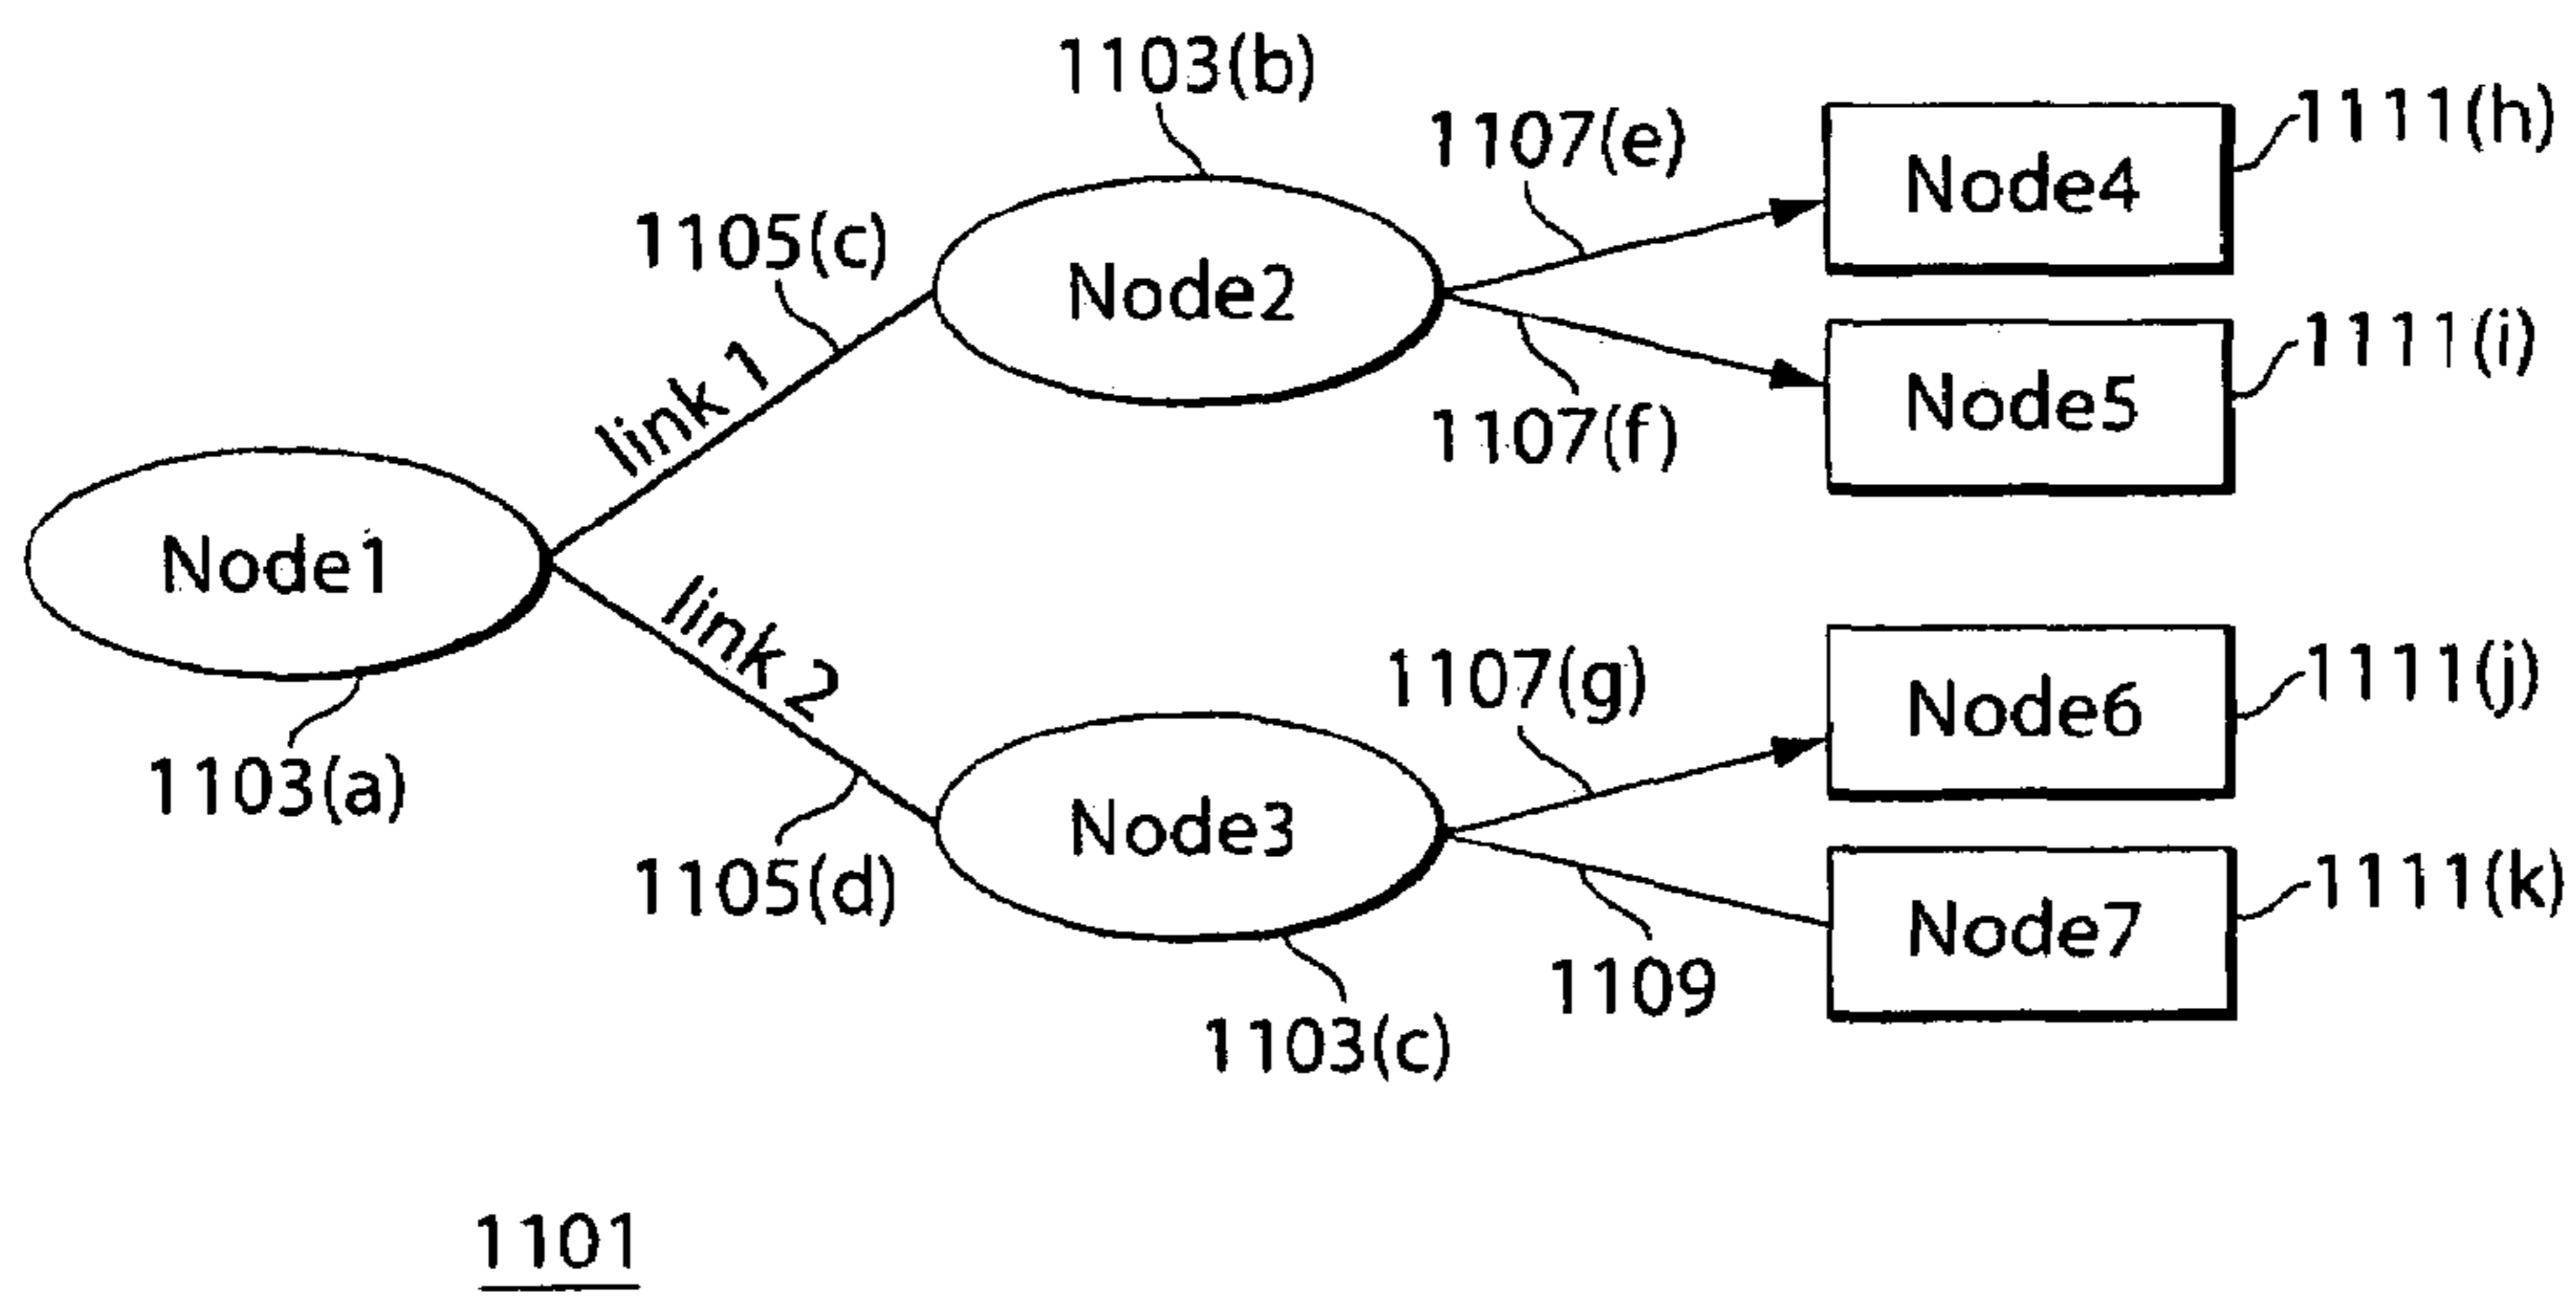 1103(b)
1107(e)
1111(h)
Node4
1105(c)
Node2
link 1
1107(f)
Node5
1111(i)
Node1
link 2
1103(a)
1107(g)
Node6
1111(j)
1105(d)
Node3
1109
Node7
1111(k)
1103(c)
1101